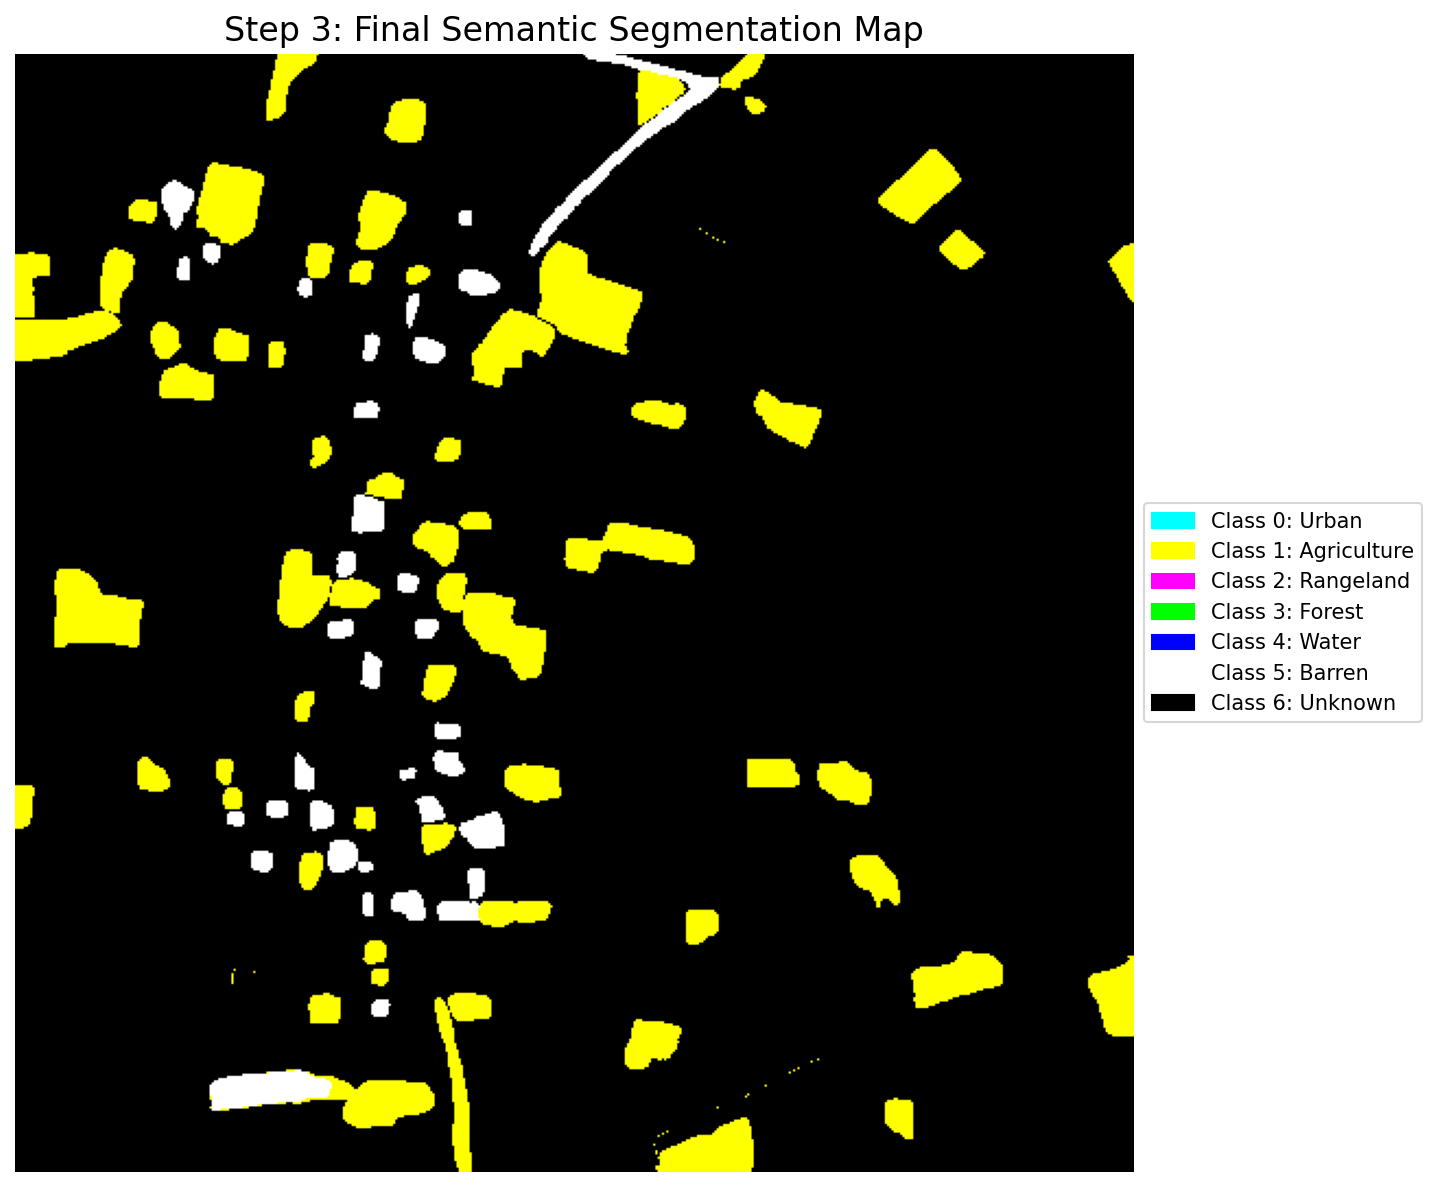 Step 3: Final Semantic Segmentation Map
Class 0: Urban
Class 1: Agriculture
Class 2: Rangeland
Class 3: Forest
Class 4: Water
Class 5: Barren
Class 6: Unknown